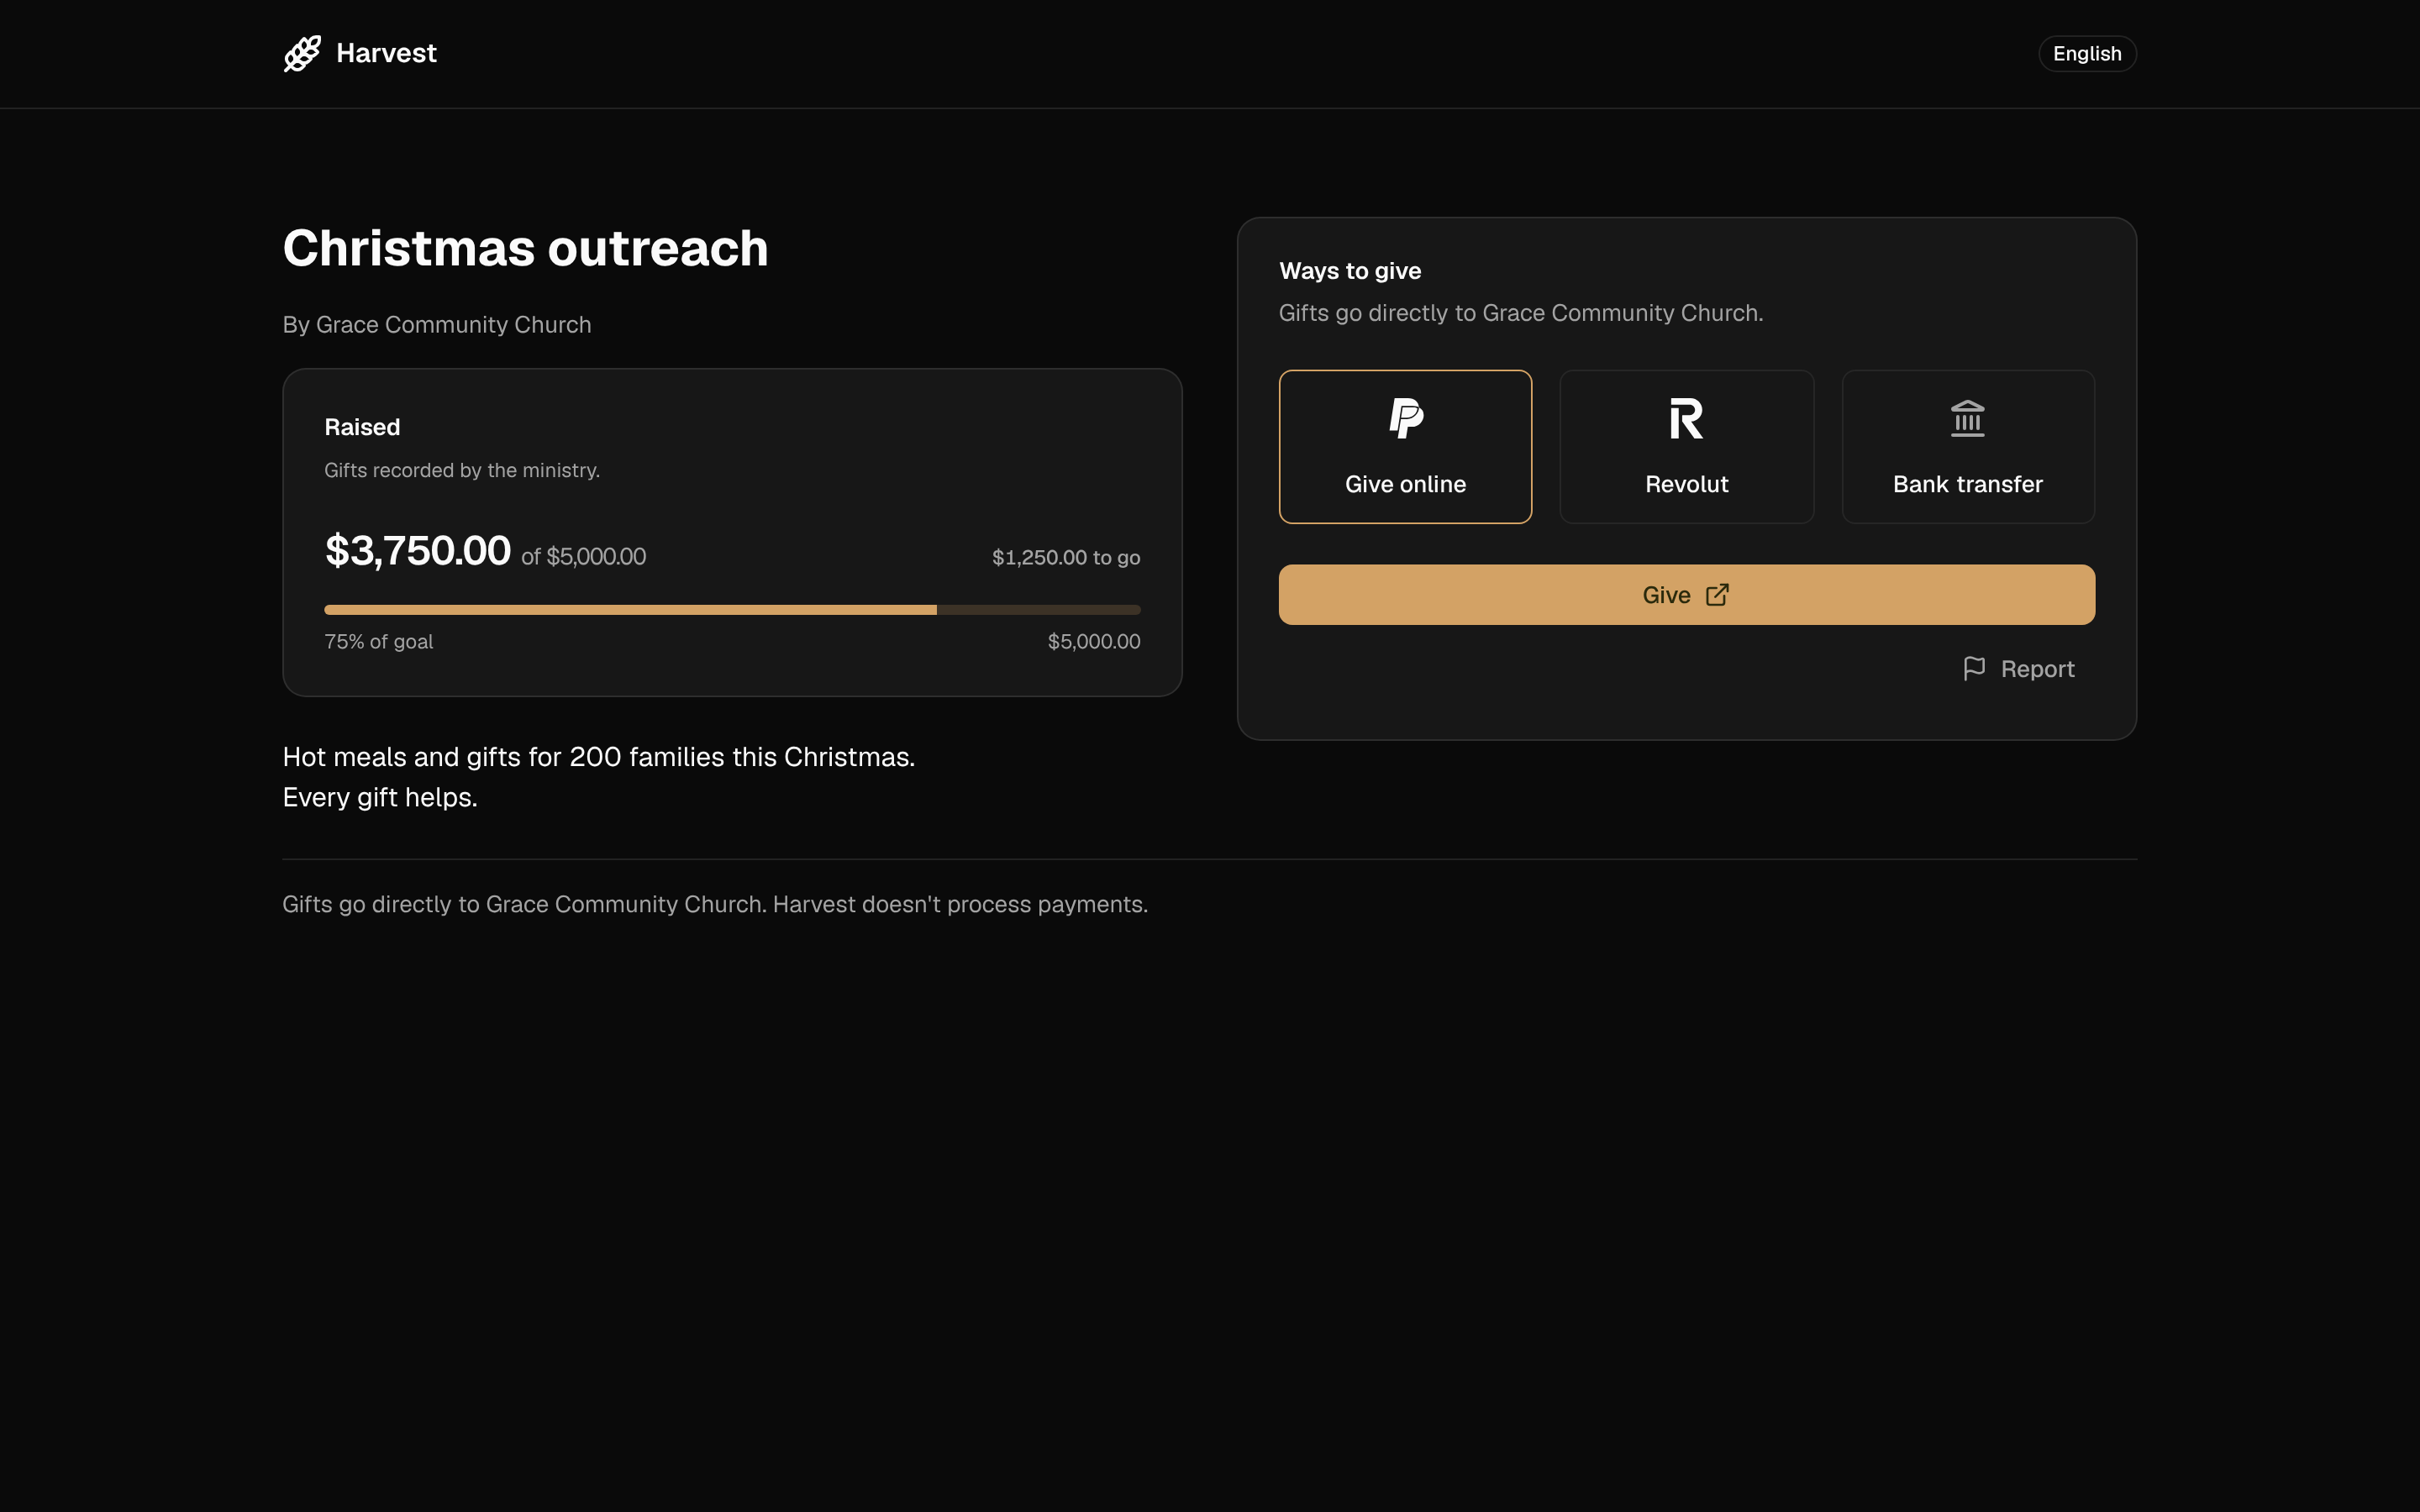 Harvest
English
Christmas outreach
By Grace Community Church
Raised
Gifts recorded by the ministry.
$3,750.00 of $5,000.00
$1,250.00 to go
75% of goal
$5,000.00
Hot meals and gifts for 200 families this Christmas.
Every gift helps.
Ways to give
Gifts go directly to Grace Community Church.
Give online
Revolut
Bank transfer
Give
Report
Gifts go directly to Grace Community Church. Harvest doesn't process payments.